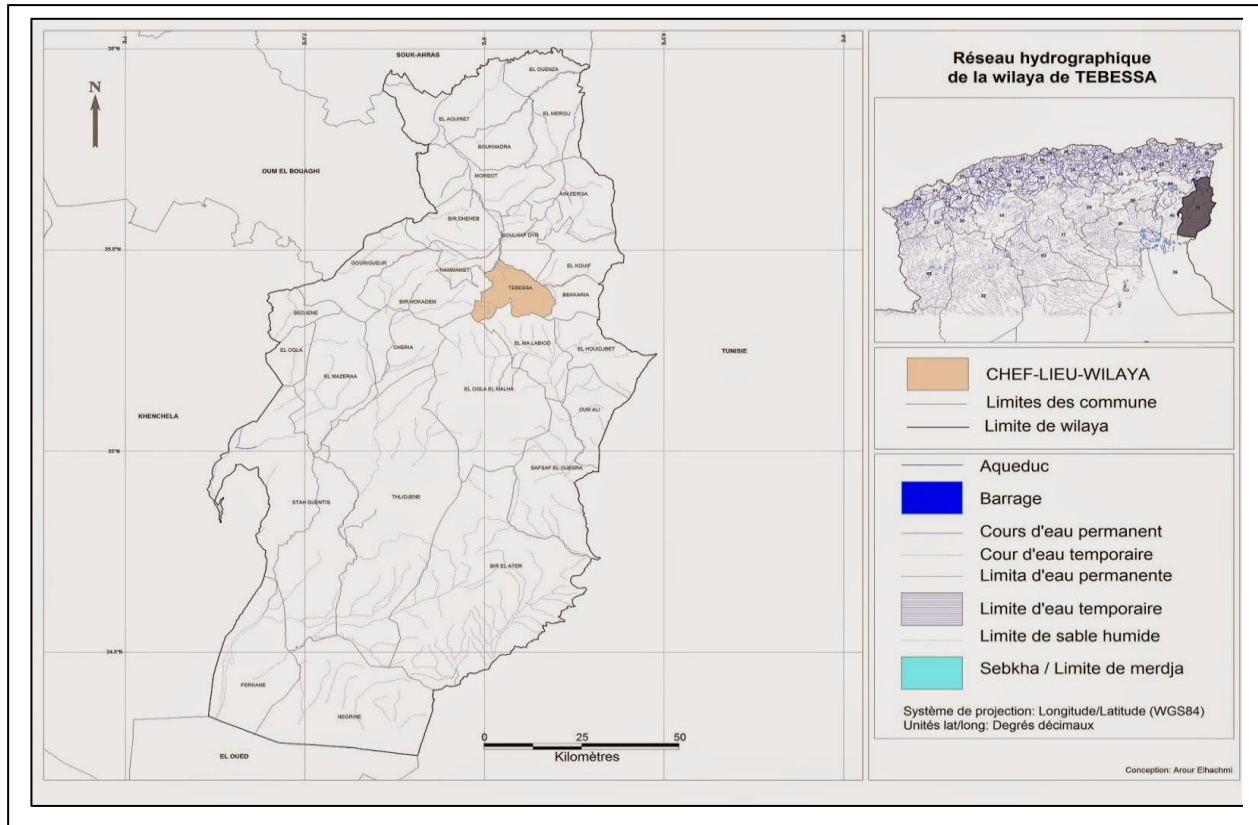 SOUK-AHRAS
36°N
N
EL OUENZA
EL AOUINET
EL MERIDJ
BOUKHADRA
OUM EL BOUAGHI
MORSOT
AIN ZERGA
BIR DHEHEB
BOULHAF DYR
35.5°N
GOURIGUEUR
HAMMAMET
EL KOUIF
TEBESSA
BEKKARIA
BIR MOKADEM
BEDJENE
EL OGLA
CHERIA
EL MA LABIOD
EL HOUIDJBET
TUNISIE
EL MAZERAA
EL OGLA EL MALHA
KHENCHELA
OUM ALI
35°N
SAFSAF EL OUESRA
STAH GUENTIS
THLIDJENE
BIR EL ATER
34.5°N
FERKANE
NEGRINE
EL OUED
0 25 50
Kilomètres
Réseau hydrographique
de la wilaya de TEBESSA
CHEF-LIEU-WILAYA
Limites des commune
Limite de wilaya
Aqueduc
Barrage
Cours d'eau permanent
Cour d'eau temporaire
Limita d'eau permanente
Limite d'eau temporaire
Limite de sable humide
Sebkha / Limite de merdja
Système de projection: Longitude/Latitude (WGS84)
Unités lat/long: Degrés décimaux
Conception: Arour Elhachmi